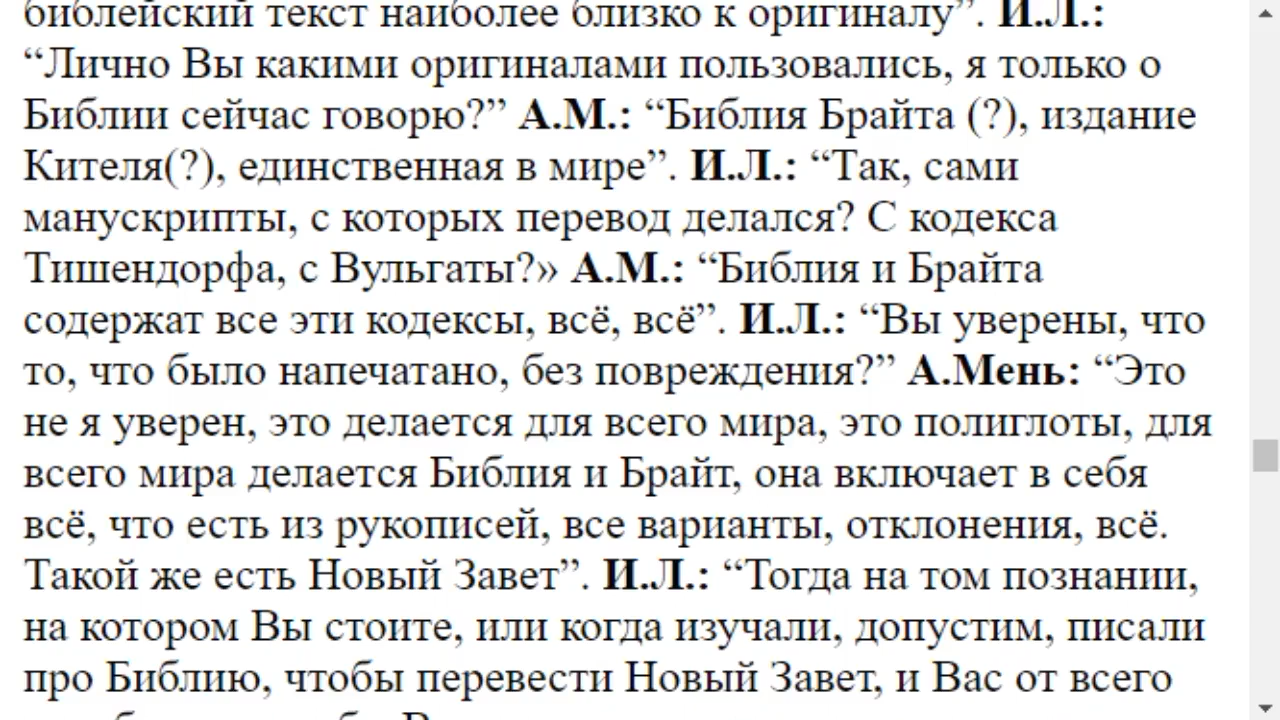 библейский текст наиболее близко к оригиналу”. И.Л.:
“Лично Вы какими оригиналами пользовались, я только о
Библии сейчас говорю?” А.М.: “Библия Брайта (?), издание
Кителя(?), единственная в мире”. И.Л.: “Так, сами
манускрипты, с которых перевод делался? С кодекса
Тишендорфа, с Вульгаты?» А.М.: “Библия и Брайта
содержат все эти кодексы, всё, всё”. И.Л.: “Вы уверены, что
то, что было напечатано, без повреждения?” А.Мень: “Это
не я уверен, это делается для всего мира, это полиглоты, для
всего мира делается Библия и Брайт, она включает в себя
всё, что есть из рукописей, все варианты, отклонения, всё.
Такой же есть Новый Завет”. И.Л.: “Тогда на том познании,
на котором Вы стоите, или когда изучали, допустим, писали
про Библию, чтобы перевести Новый Завет, и Вас от всего